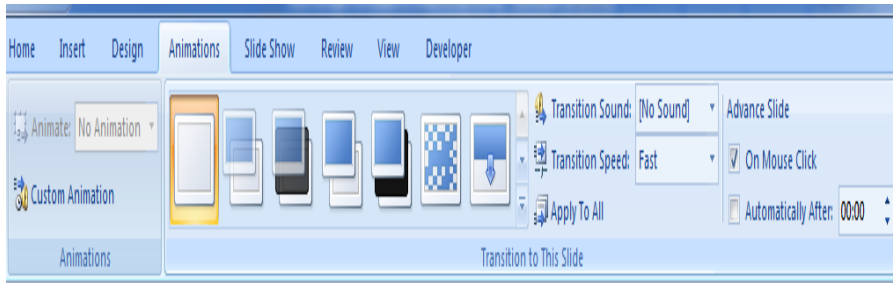 Home Insert Design Animations Slide Show Review View Developer
Animate: No Animation
Custom Animation
Animations
Transition Sound: [No Sound]
Transition Speed: Fast
Apply To All
Advance Slide
On Mouse Click
Automatically After: 00:00
Transition to This Slide